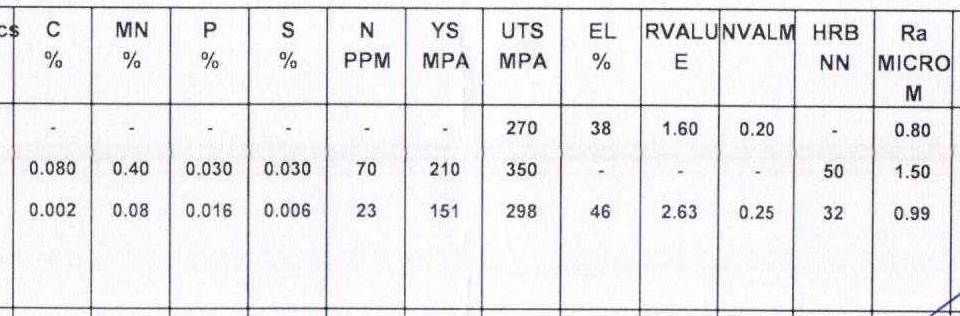 cs C MN P S N YS UTS EL RVALU NVALM HRB Ra
% % % % PPM MPA MPA % E NN MICRO
M
- - - - - - 270 38 1.60 0.20 - 0.80
0.080 0.40 0.030 0.030 70 210 350 - - - 50 1.50
0.002 0.08 0.016 0.006 23 151 298 46 2.63 0.25 32 0.99